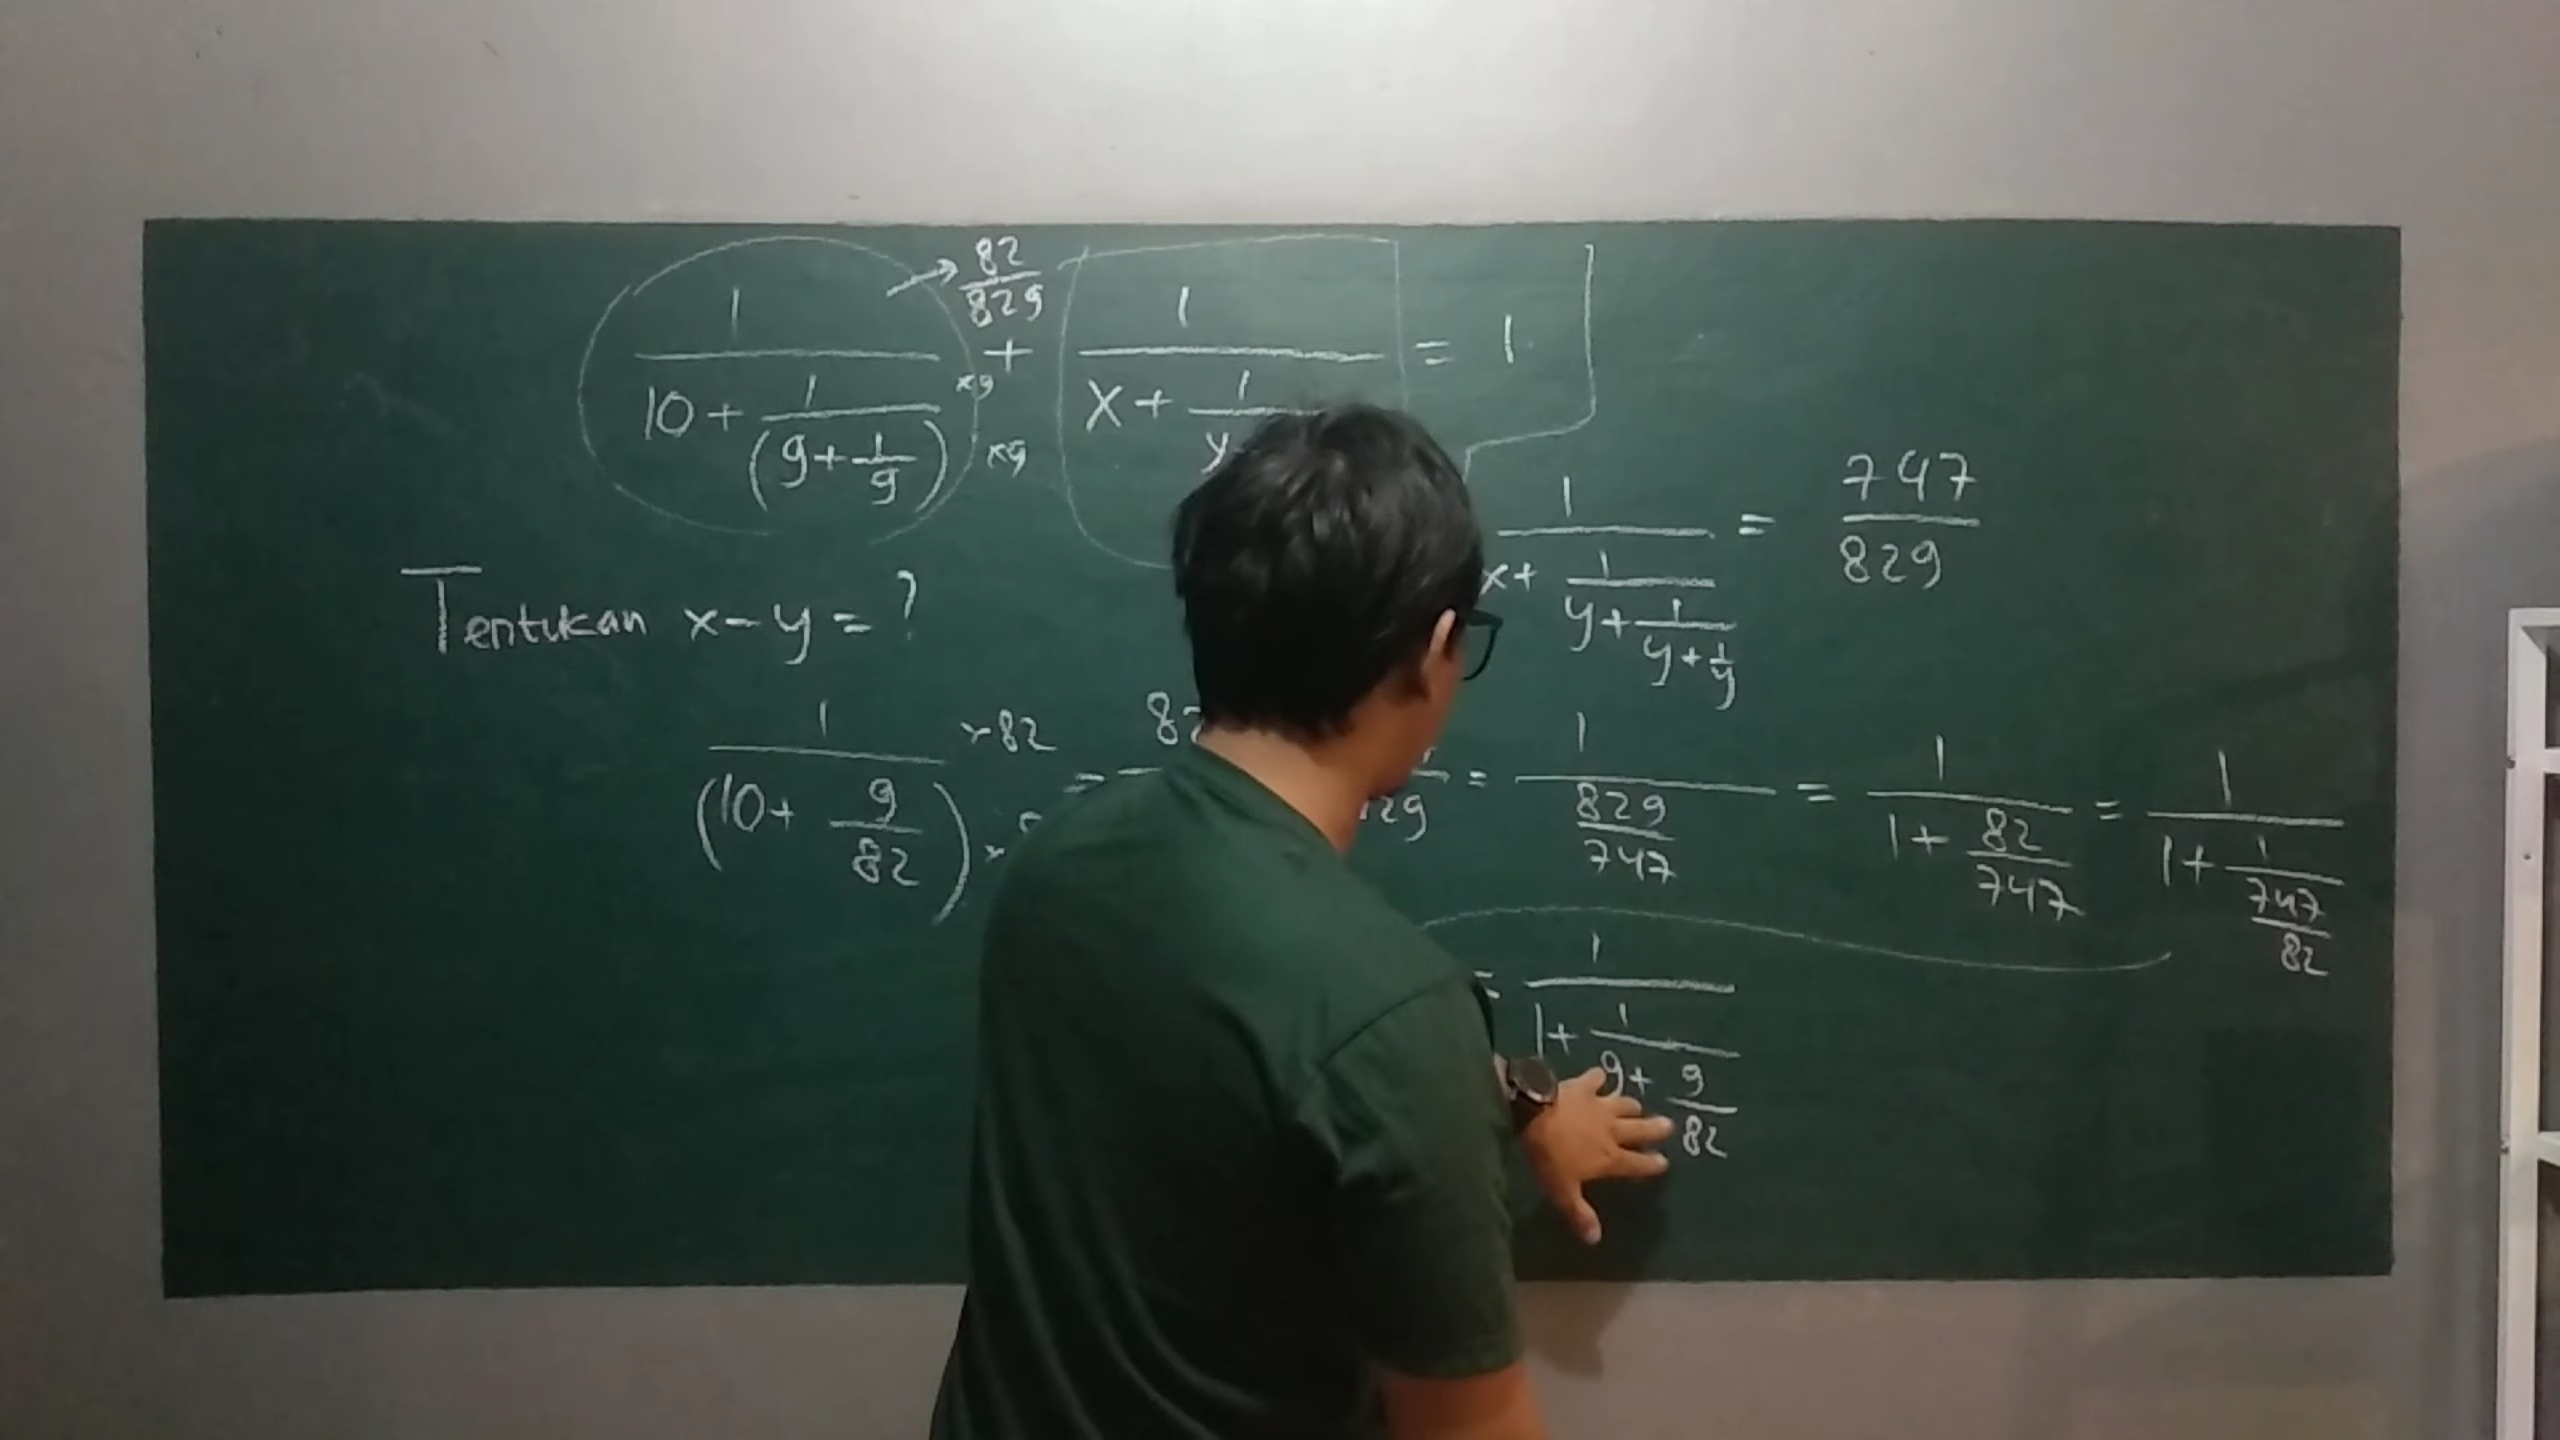 1/(10 + 1/(9 + 1/9)) ×9 ×9 → 82/829 + 1/(x + 1/y = 1
1/(x + 1/(y + 1/(y + 1/y))) = 747/829
Tentukan x - y = ?
1/(10 + 9/82) ×82 × = 82 29 = 1/(829/747) = 1/(1 + 82/747) = 1/(1 + 1/(747/82))
= 1/(1 + 1/(9 + 9/82))